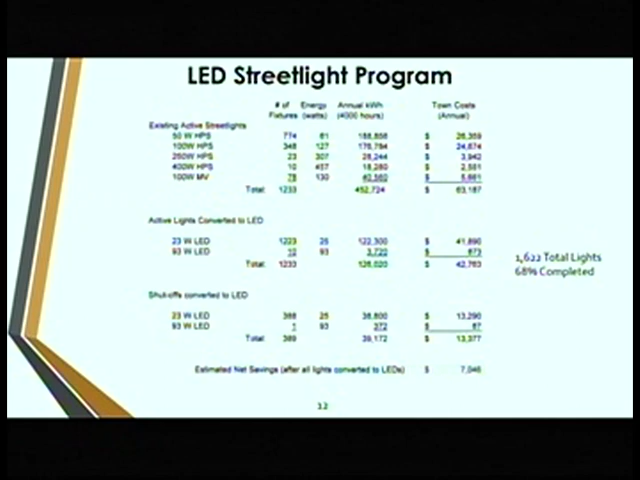 LED Streetlight Program
# of Fixtures Energy (watts) Annual kWh (4000 hours) Town Costs (Annual)
Existing Active Streetlights
50 W HPS 774 61 188,856 $ 26,359
100W HPS 348 127 176,784 $ 24,674
250W HPS 23 307 28,244 $ 3,942
400W HPS 10 457 18,280 $ 2,551
100W MV 78 130 40,560 $ 5,661
Total: 1233 452,724 $ 63,187
Active Lights Converted to LED
23 W LED 1223 25 122,300 $ 41,890
93 W LED 10 93 3,720 $ 873
Total: 1233 126,020 $ 42,763
1,622 Total Lights
68% Completed
Shut-offs converted to LED
23 W LED 388 25 38,800 $ 13,290
93 W LED 1 93 372 $ 87
Total: 389 39,172 $ 13,377
Estimated Net Savings (after all lights converted to LEDs) $ 7,046
12